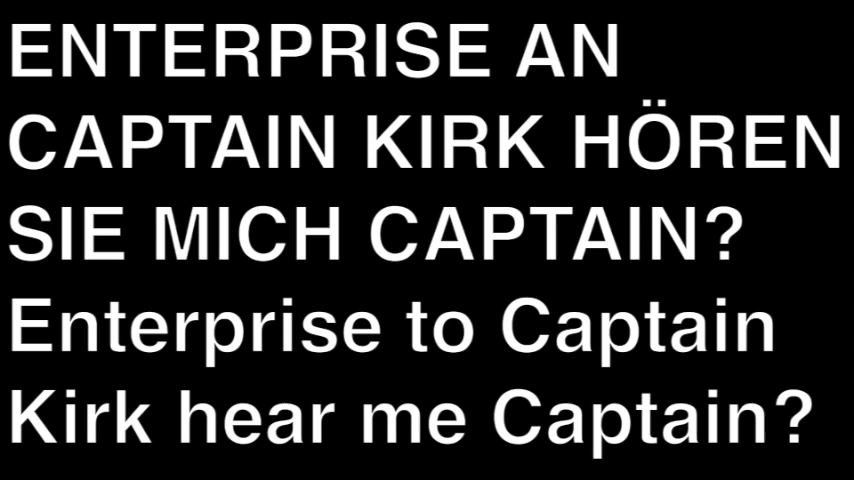 ENTERPRISE AN
CAPTAIN KIRK HÖREN
SIE MICH CAPTAIN?
Enterprise to Captain
Kirk hear me Captain?